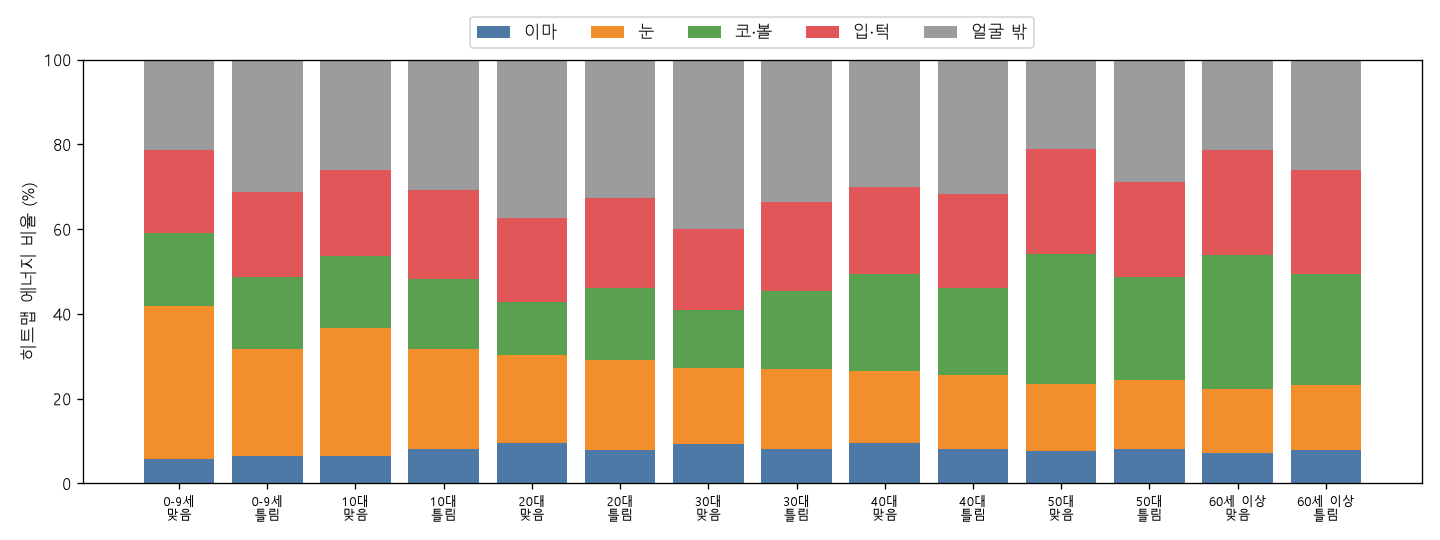 이마 눈 코·볼 입·턱 얼굴 밖
히트맵 에너지 비율 (%)
100
80
60
40
20
0
0-9세 맞음
0-9세 틀림
10대 맞음
10대 틀림
20대 맞음
20대 틀림
30대 맞음
30대 틀림
40대 맞음
40대 틀림
50대 맞음
50대 틀림
60세 이상 맞음
60세 이상 틀림